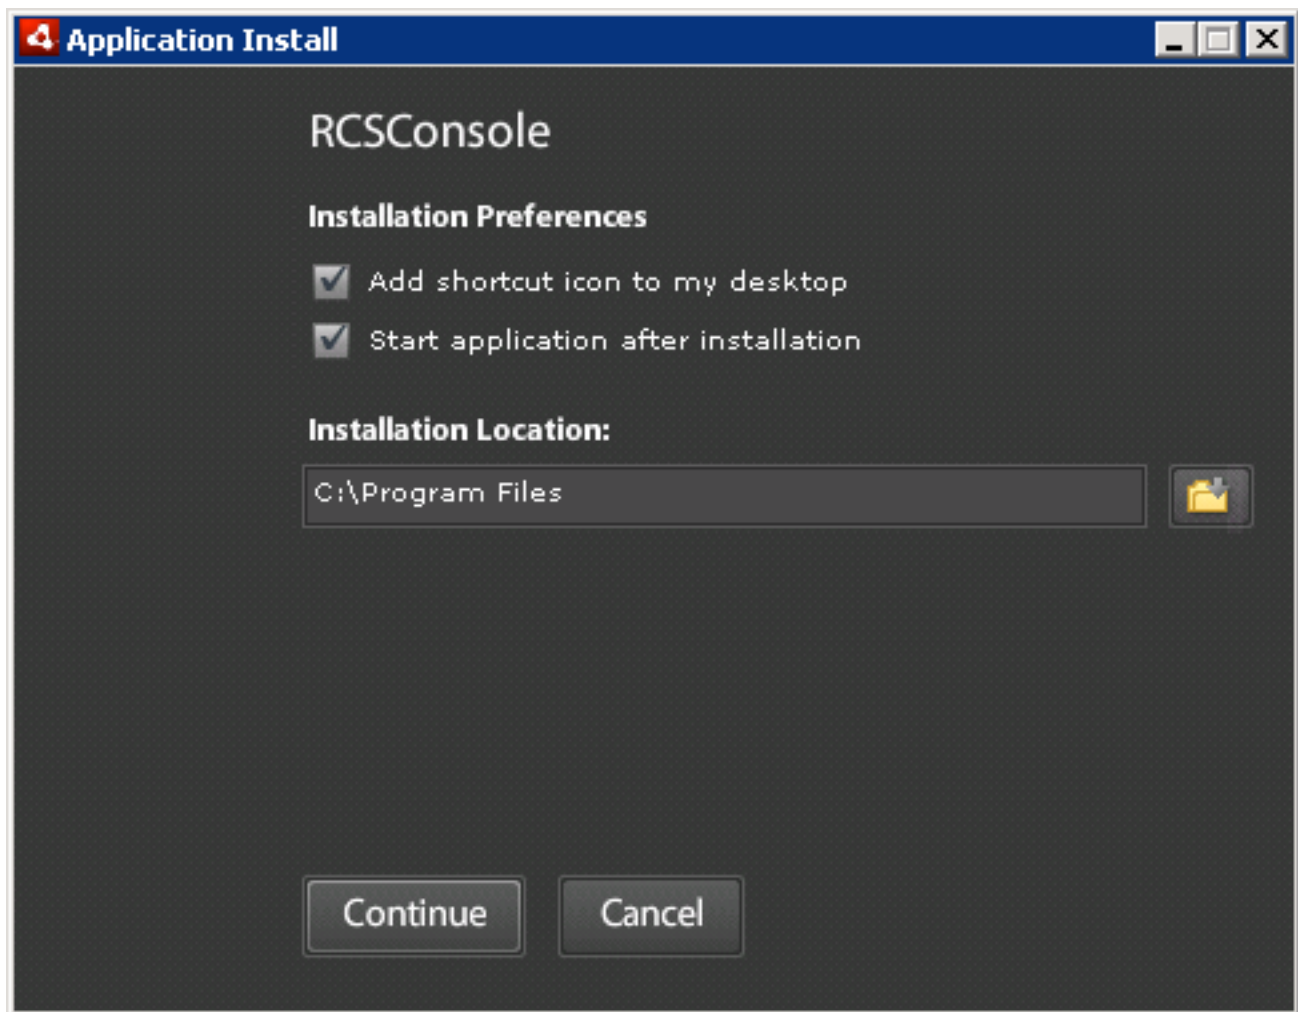 Application Install
RCSConsole
Installation Preferences
Add shortcut icon to my desktop
Start application after installation
Installation Location:
C:\Program Files
Continue
Cancel